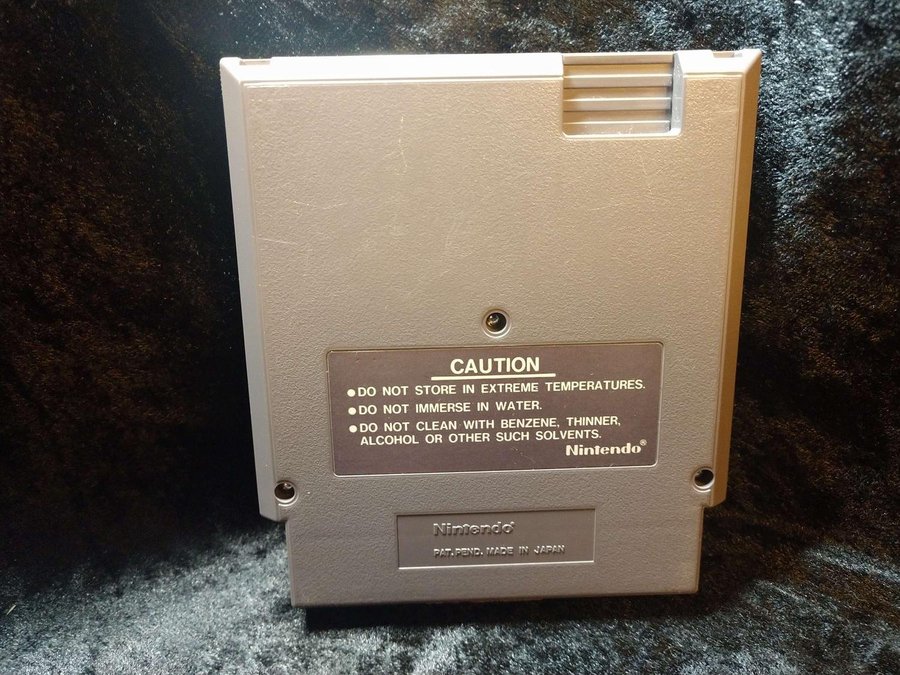 CAUTION
●DO NOT STORE IN EXTREME TEMPERATURES.
●DO NOT IMMERSE IN WATER.
●DO NOT CLEAN WITH BENZENE, THINNER,
ALCOHOL OR OTHER SUCH SOLVENTS.
Nintendo®
Nintendo®
PAT. PEND. MADE IN JAPAN